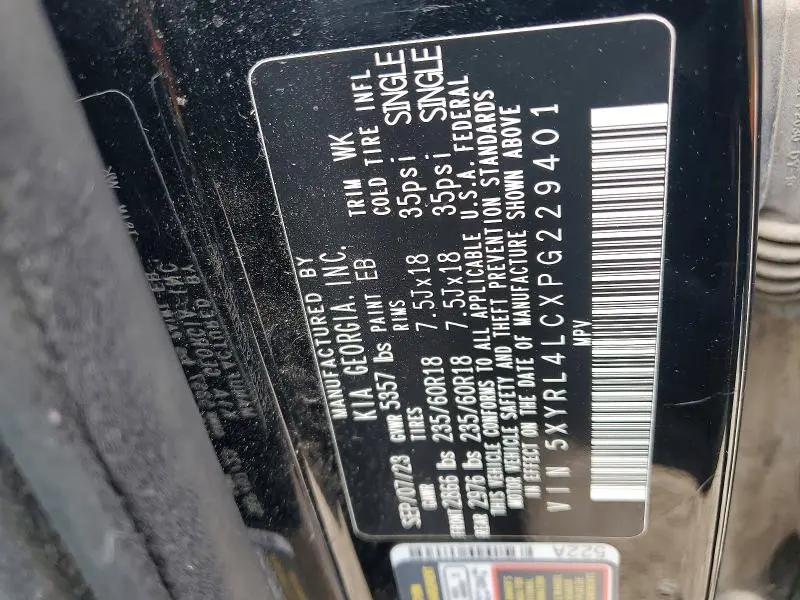 MANUFACTURED BY
KIA GEORGIA, INC.
SEP/07/23 GVWR 5357 lbs PAINT EB TRIM WK
GAWR TIRES RIMS COLD TIRE INFL
FRONT 2866 lbs 235/60R18 7.5Jx18 35psi SINGLE
REAR 2976 lbs 235/60R18 7.5Jx18 35psi SINGLE
THIS VEHICLE CONFORMS TO ALL APPLICABLE U.S.A. FEDERAL
MOTOR VEHICLE SAFETY AND THEFT PREVENTION STANDARDS
IN EFFECT ON THE DATE OF MANUFACTURE SHOWN ABOVE
VIN 5XYRL4LCXPG229401
MPV
522A